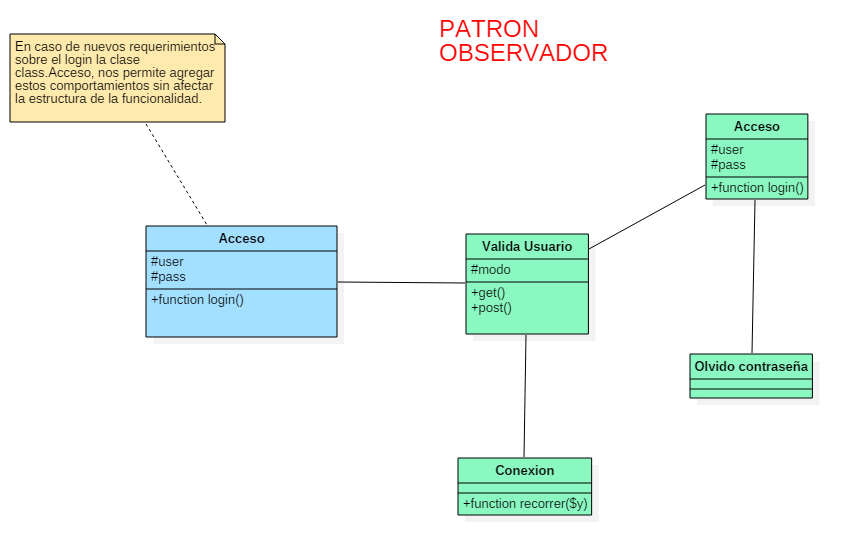 PATRON
OBSERVADOR
En caso de nuevos requerimientos
sobre el login la clase
class.Acceso, nos permite agregar
estos comportamientos sin afectar
la estructura de la funcionalidad.
Acceso
#user
#pass
+function login()
Valida Usuario
#modo
+get()
+post()
Acceso
#user
#pass
+function login()
Olvido contraseña
Conexion
+function recorrer($y)